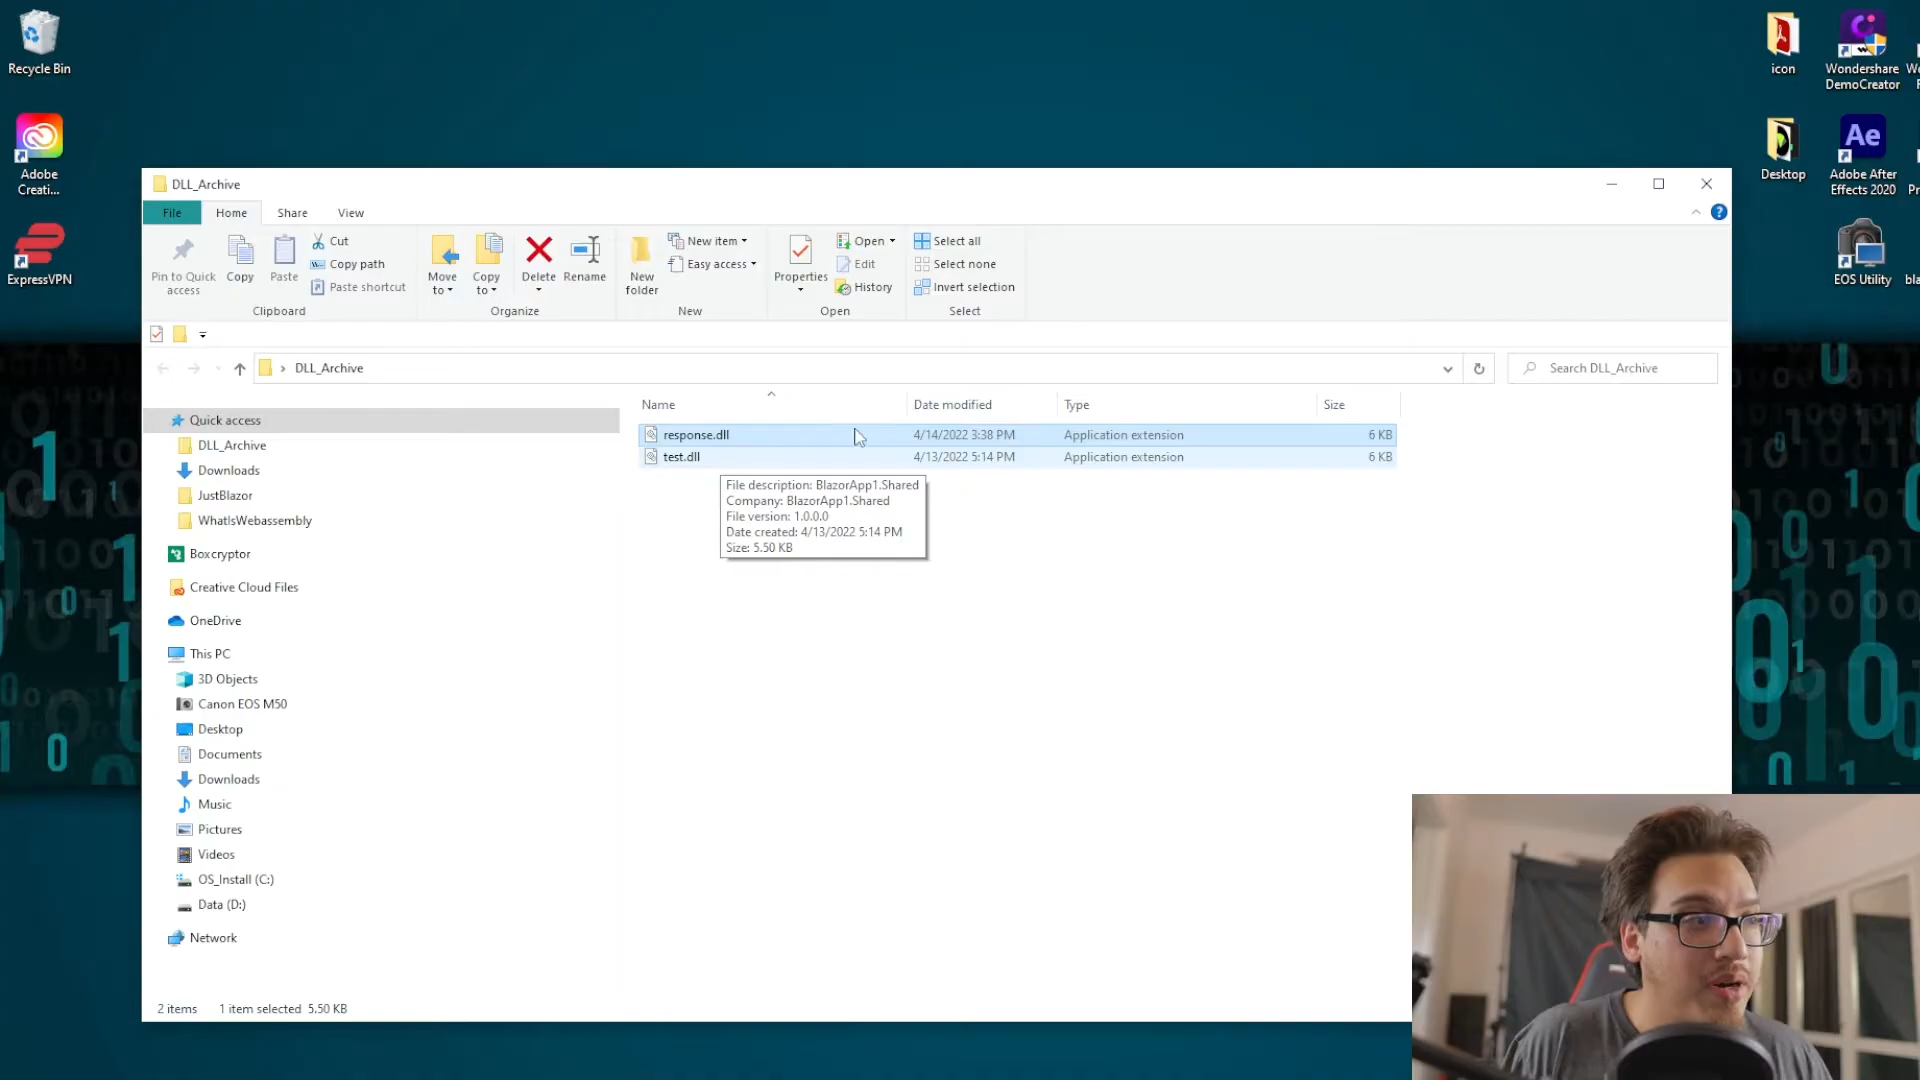 Recycle Bin
Adobe
Creati...
ExpressVPN
icon
Wondershare
DemoCreator
Desktop
Adobe After
Effects 2020
EOS Utility
DLL_Archive
File Home Share View
Pin to Quick
access
Copy
Paste
Cut
Copy path
Paste shortcut
Clipboard
Move
to
Copy
to
Delete
Rename
Organize
New
folder
New item
Easy access
New
Properties
Open
Edit
History
Open
Select all
Select none
Invert selection
Select
DLL_Archive
Search DLL_Archive
Name Date modified Type Size
response.dll 4/14/2022 3:38 PM Application extension 6 KB
test.dll 4/13/2022 5:14 PM Application extension 6 KB
File description: BlazorApp1.Shared
Company: BlazorApp1.Shared
File version: 1.0.0.0
Date created: 4/13/2022 5:14 PM
Size: 5.50 KB
Quick access
DLL_Archive
Downloads
JustBlazor
WhatIsWebassembly
Boxcryptor
Creative Cloud Files
OneDrive
This PC
3D Objects
Canon EOS M50
Desktop
Documents
Downloads
Music
Pictures
Videos
OS_Install (C:)
Data (D:)
Network
2 items 1 item selected 5.50 KB